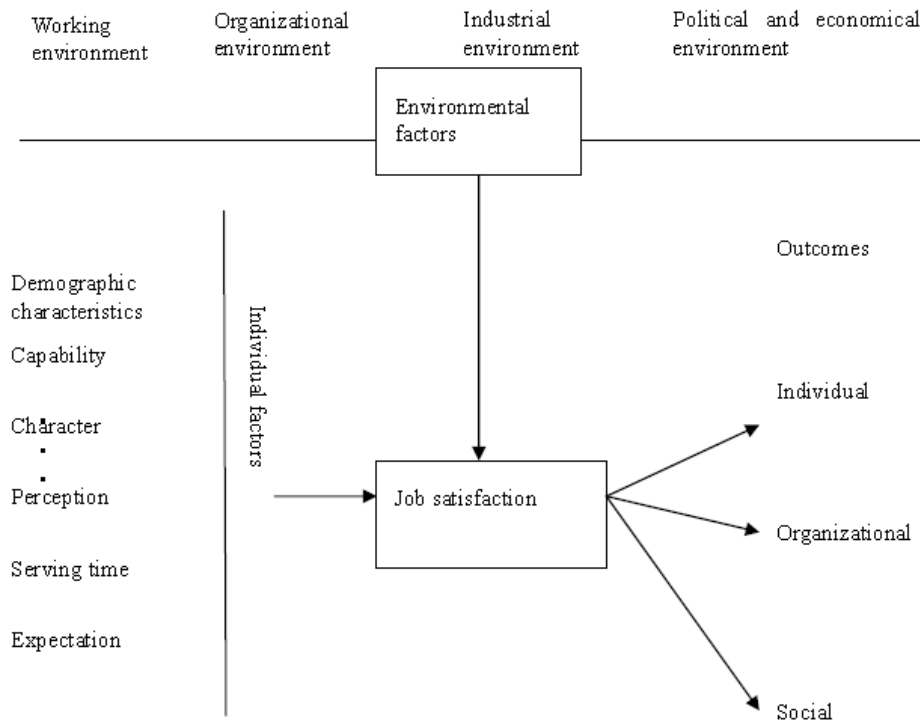 Working
environment
Organizational
environment
Industrial
environment
Political and economical
environment
Environmental
factors
Outcomes
Demographic
characteristics
Individual factors
Capability
Individual
Character
Perception
Job satisfaction
Organizational
Serving time
Expectation
Social